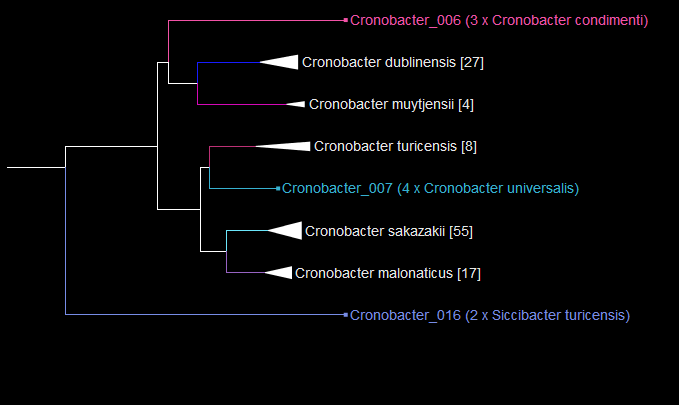 Cronobacter_006 (3 x Cronobacter condimenti)
Cronobacter dublinensis [27]
Cronobacter muytjensii [4]
Cronobacter turicensis [8]
Cronobacter_007 (4 x Cronobacter universalis)
Cronobacter sakazakii [55]
Cronobacter malonaticus [17]
Cronobacter_016 (2 x Siccibacter turicensis)